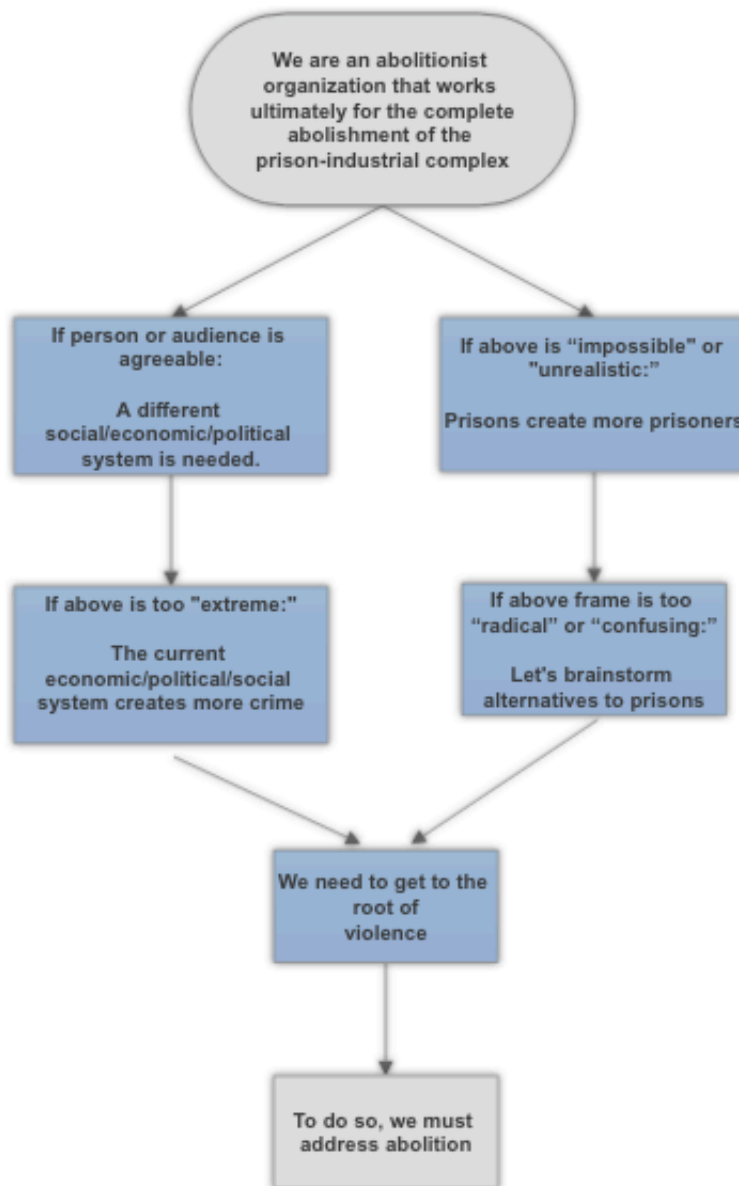 We are an abolitionist
organization that works
ultimately for the complete
abolishment of the
prison-industrial complex
If person or audience is
agreeable:
A different
social/economic/political
system is needed.
If above is “impossible" or
"unrealistic:”
Prisons create more prisoners
If above is too "extreme:"
The current
economic/political/social
system creates more crime
If above frame is too
“radical” or “confusing:”
Let's brainstorm
alternatives to prisons
We need to get to the
root of
violence
To do so, we must
address abolition